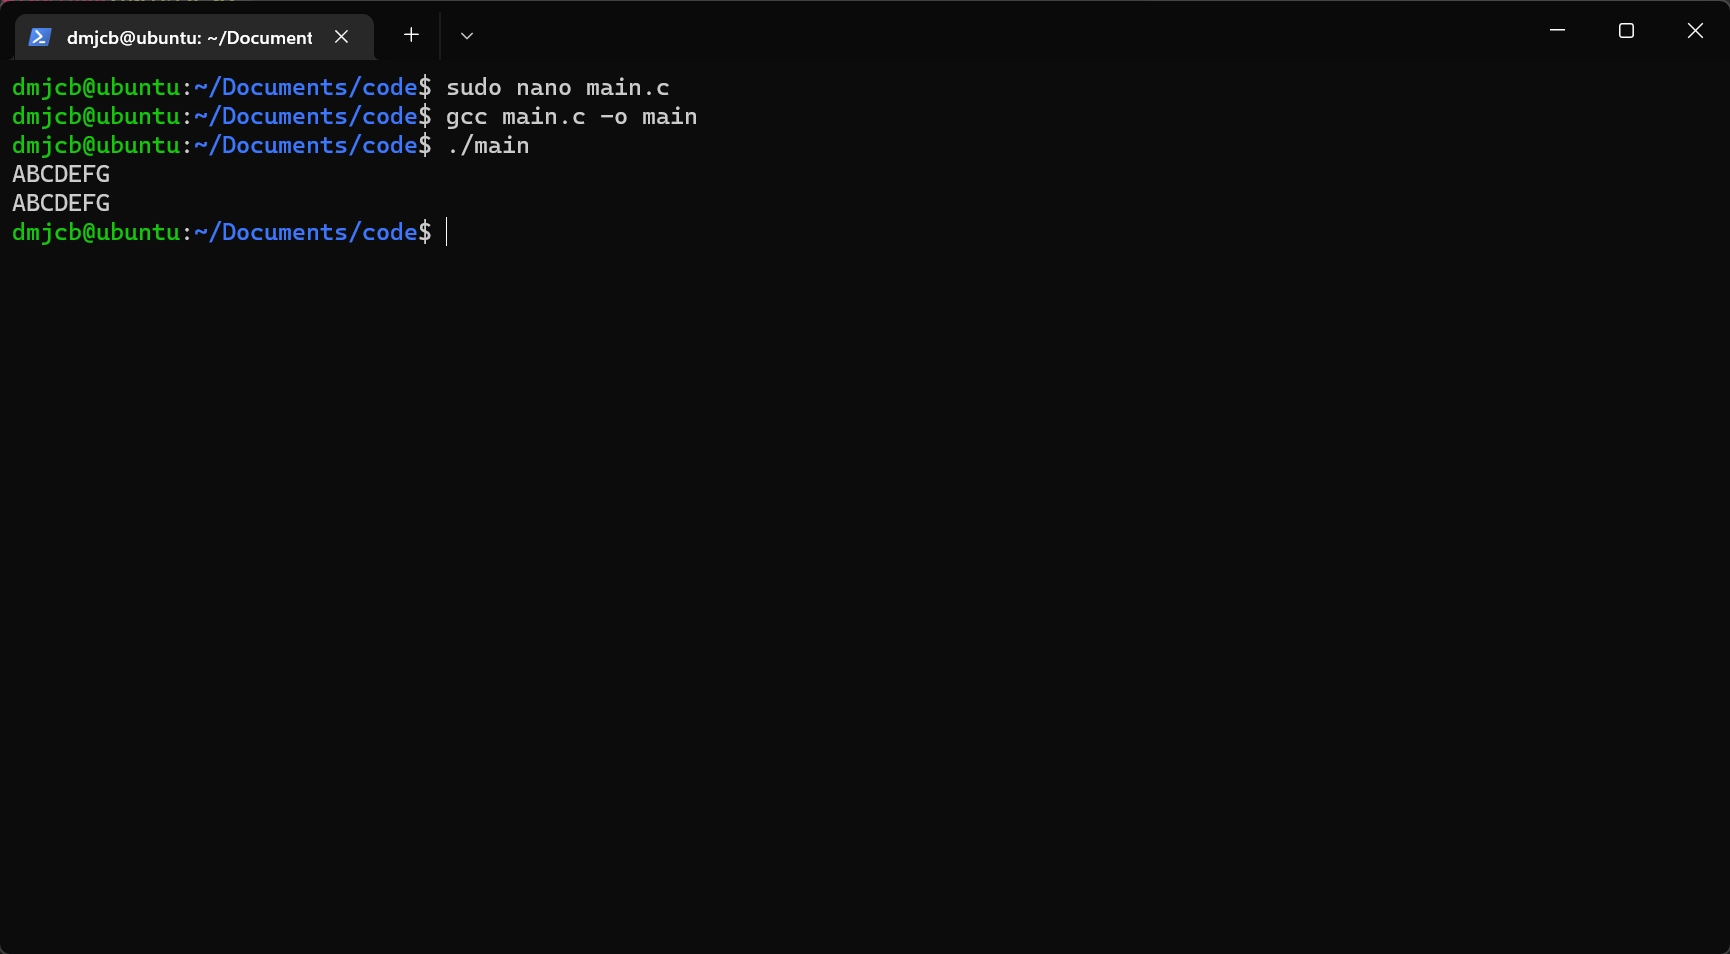 dmjcb@ubuntu: ~/Document
dmjcb@ubuntu:~/Documents/code$ sudo nano main.c
dmjcb@ubuntu:~/Documents/code$ gcc main.c -o main
dmjcb@ubuntu:~/Documents/code$ ./main
ABCDEFG
ABCDEFG
dmjcb@ubuntu:~/Documents/code$